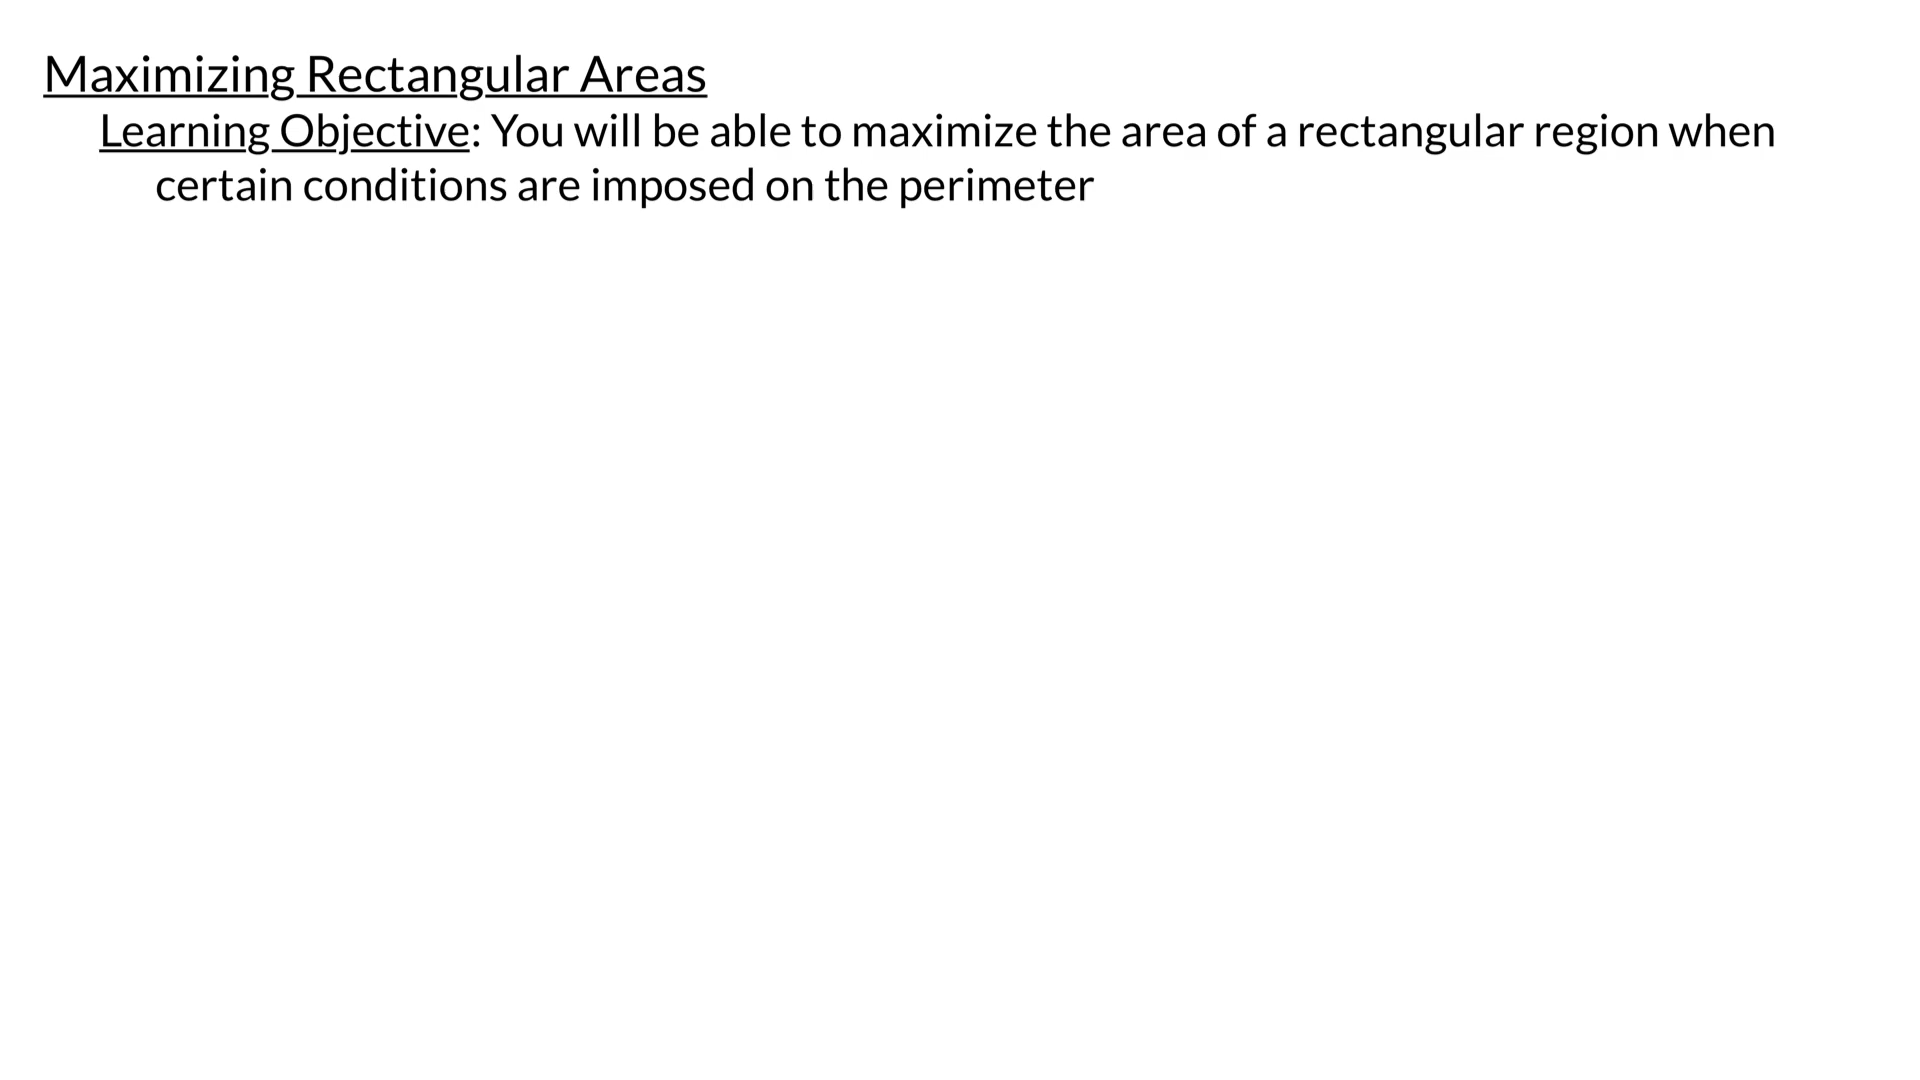 Maximizing Rectangular Areas
Learning Objective: You will be able to maximize the area of a rectangular region when
certain conditions are imposed on the perimeter